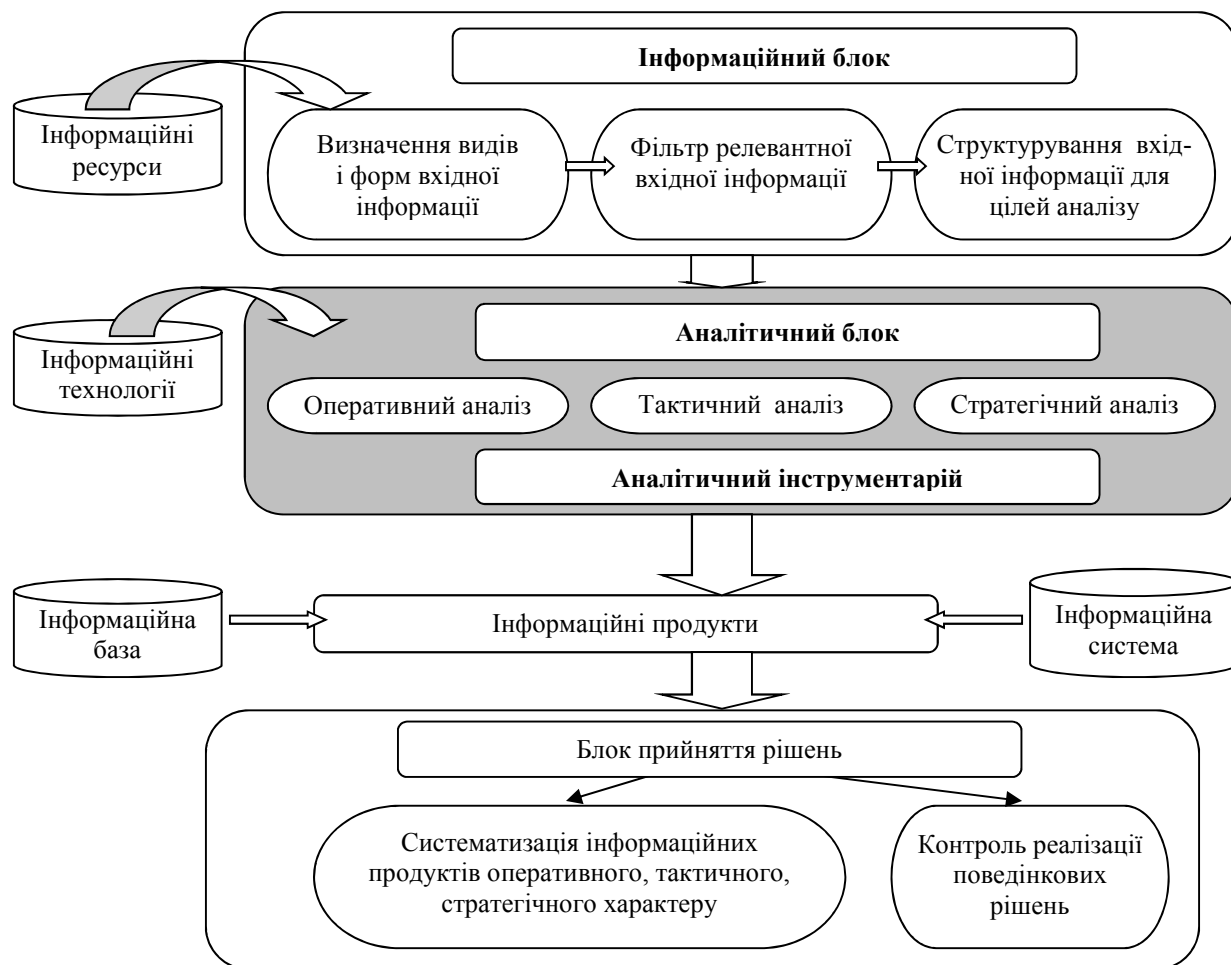 Інформаційний блок
Інформаційні
ресурси
Визначення видів
і форм вхідної
інформації
Фільтр релевантної
вхідної інформації
Структурування вхід-
ної інформації для
цілей аналізу
Інформаційні
технології
Аналітичний блок
Оперативний аналіз
Тактичний аналіз
Стратегічний аналіз
Аналітичний інструментарій
Інформаційна
база
Інформаційні продукти
Інформаційна
система
Блок прийняття рішень
Систематизація інформаційних
продуктів оперативного, тактичного,
стратегічного характеру
Контроль реалізації
поведінкових
рішень